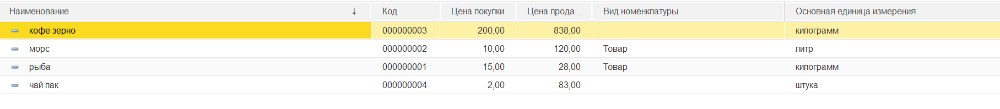 Наименование ↓ Код Цена покупки Цена прода... Вид номенклатуры Основная единица измерения
кофе зерно 000000003 200,00 838,00 килограмм
морс 000000002 10,00 120,00 Товар литр
рыба 000000001 15,00 28,00 Товар килограмм
чай пак 000000004 2,00 83,00 штука